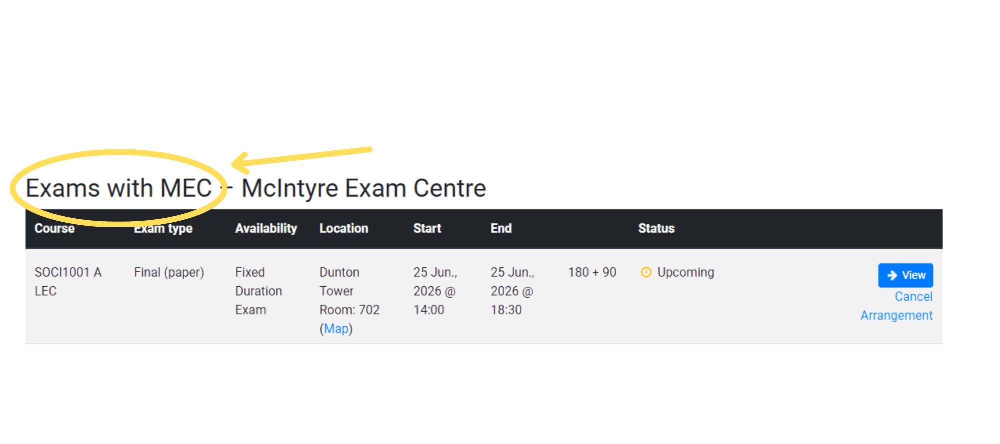 Exams with MEC – McIntyre Exam Centre
Course Exam type Availability Location Start End Status
SOCI1001 A Final (paper) Fixed Dunton 25 Jun., 25 Jun., 180 + 90 Upcoming View
LEC Duration Tower 2026 @ 2026 @ Cancel
Exam Room: 702 14:00 18:30 Arrangement
(Map)